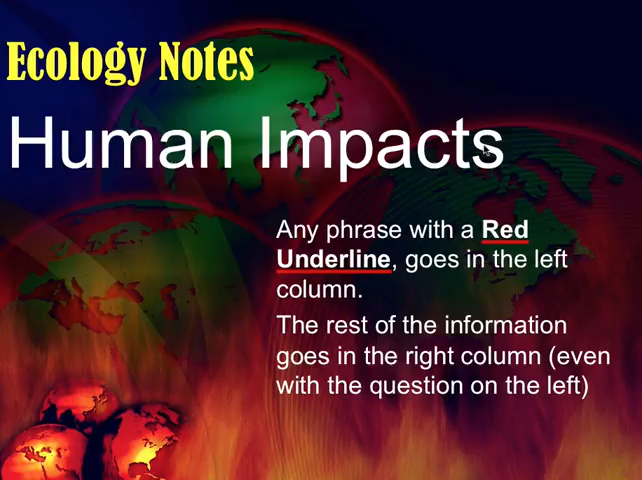 Ecology Notes
Human Impacts
Any phrase with a Red
Underline, goes in the left
column.
The rest of the information
goes in the right column (even
with the question on the left)